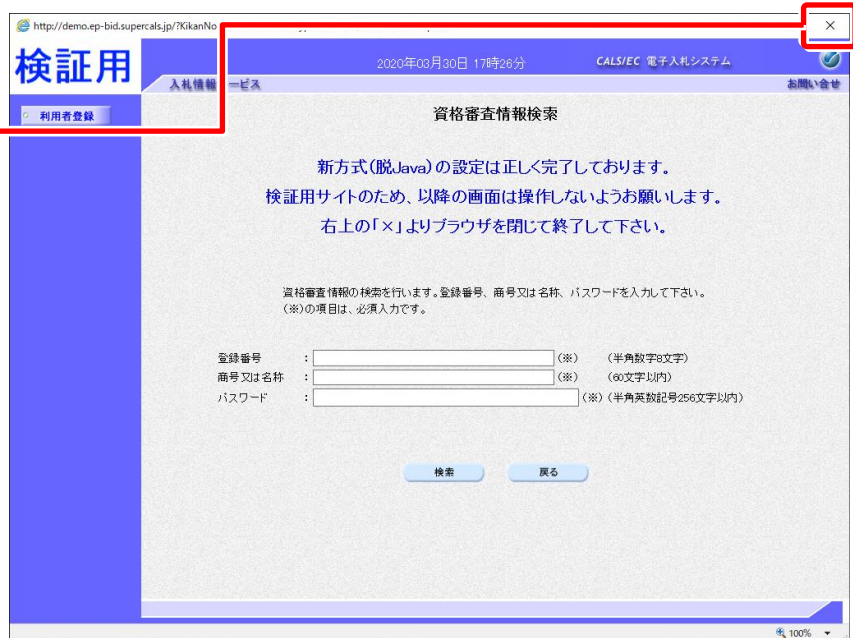 http://demo.ep-bid.supercals.jp/?KikanNo
×
検証用
2020年03月30日 17時26分
CALS/EC 電子入札システム
入札情報 ービス
お問い合せ
利用者登録
資格審査情報検索
新方式(脱Java)の設定は正しく完了しております。
検証用サイトのため、以降の画面は操作しないようお願いします。
右上の「×」よりブラウザを閉じて終了して下さい。
資格審査情報の検索を行います。登録番号、商号又は名称、パスワードを入力して下さい。
(※)の項目は、必須入力です。
登録番号 : (※) (半角数字8文字)
商号又は名称 : (※) (60文字以内)
パスワード : (※) (半角英数記号256文字以内)
検索 戻る
100%